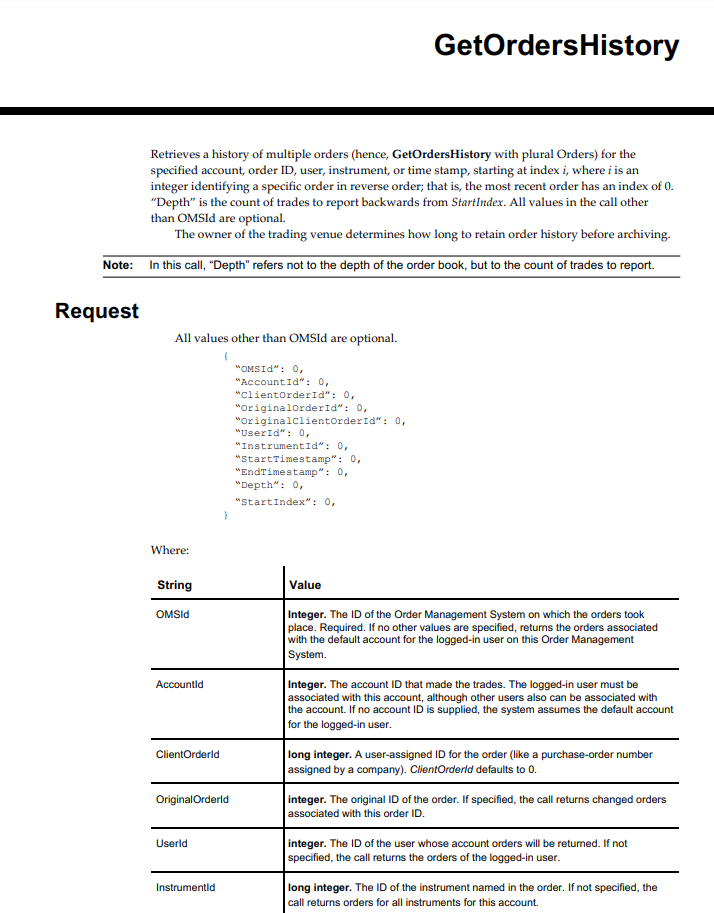 GetOrdersHistory
Retrieves a history of multiple orders (hence, GetOrdersHistory with plural Orders) for the
specified account, order ID, user, instrument, or time stamp, starting at index i, where i is an
integer identifying a specific order in reverse order; that is, the most recent order has an index of 0.
“Depth” is the count of trades to report backwards from StartIndex. All values in the call other
than OMSId are optional.
The owner of the trading venue determines how long to retain order history before archiving.
Note: In this call, “Depth” refers not to the depth of the order book, but to the count of trades to report.
Request
All values other than OMSId are optional.
{
“OMSId”: 0,
“AccountId”: 0,
“ClientOrderId”: 0,
“OriginalOrderId”: 0,
“OriginalClientOrderId”: 0,
“UserId”: 0,
“InstrumentId”: 0,
“StartTimestamp”: 0,
“EndTimestamp”: 0,
“Depth”: 0,
“StartIndex”: 0,
}
Where:
String Value
OMSId Integer. The ID of the Order Management System on which the orders took
place. Required. If no other values are specified, returns the orders associated
with the default account for the logged-in user on this Order Management
System.
AccountId Integer. The account ID that made the trades. The logged-in user must be
associated with this account, although other users also can be associated with
the account. If no account ID is supplied, the system assumes the default account
for the logged-in user.
ClientOrderId long integer. A user-assigned ID for the order (like a purchase-order number
assigned by a company). ClientOrderId defaults to 0.
OriginalOrderId integer. The original ID of the order. If specified, the call returns changed orders
associated with this order ID.
UserId integer. The ID of the user whose account orders will be returned. If not
specified, the call returns the orders of the logged-in user.
InstrumentId long integer. The ID of the instrument named in the order. If not specified, the
call returns orders for all instruments for this account.